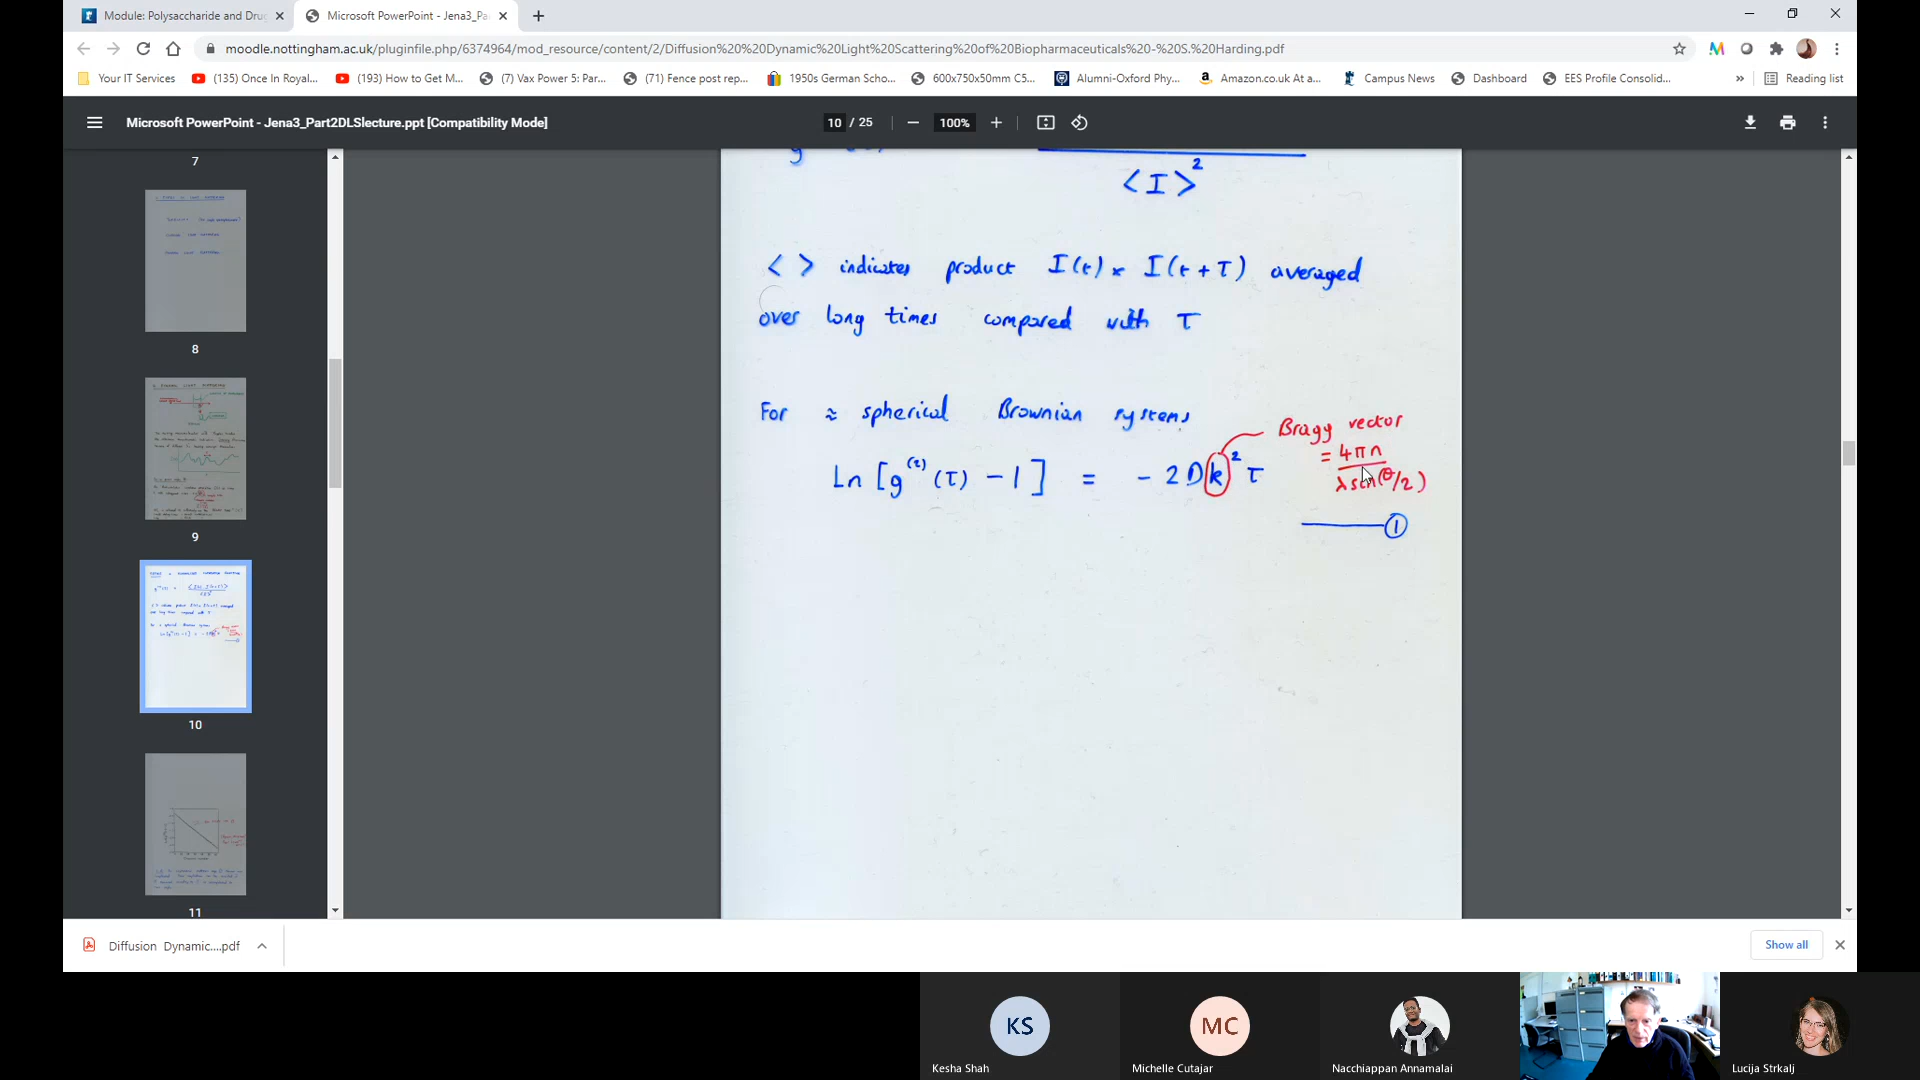 Module: Polysaccharide and Dru
Microsoft PowerPoint - Jena3_Pa
moodle.nottingham.ac.uk/pluginfile.php/6374964/mod_resource/content/2/Diffusion%20%20Dynamic%20Light%20Scattering%20of%20Biopharmaceuticals%20-%20S.%20Harding.pdf
Your IT Services (135) Once In Royal... (193) How to Get M... (7) Vax Power 5: Par... (71) Fence post rep... 1950s German Scho... 600x750x50mm C5... Alumni-Oxford Phy... Amazon.co.uk At a... Campus News Dashboard EES Profile Consolid... » Reading list
Microsoft PowerPoint - Jena3_Part2DLSlecture.ppt [Compatibility Mode] 10 / 25 100%
7
8
9
10
11
<I>²
< > indicates product I(t) × I(t + τ) averaged
over long times compared with τ
For ≈ spherical Brownian systems
Bragg vector
= 4πn
λ sin(θ/2)
Ln [g⁽²⁾(τ) - 1] = - 2Dk²τ
1
Diffusion Dynamic....pdf
Show all
KS
MC
Kesha Shah
Michelle Cutajar
Nacchiappan Annamalai
Lucija Strkalj